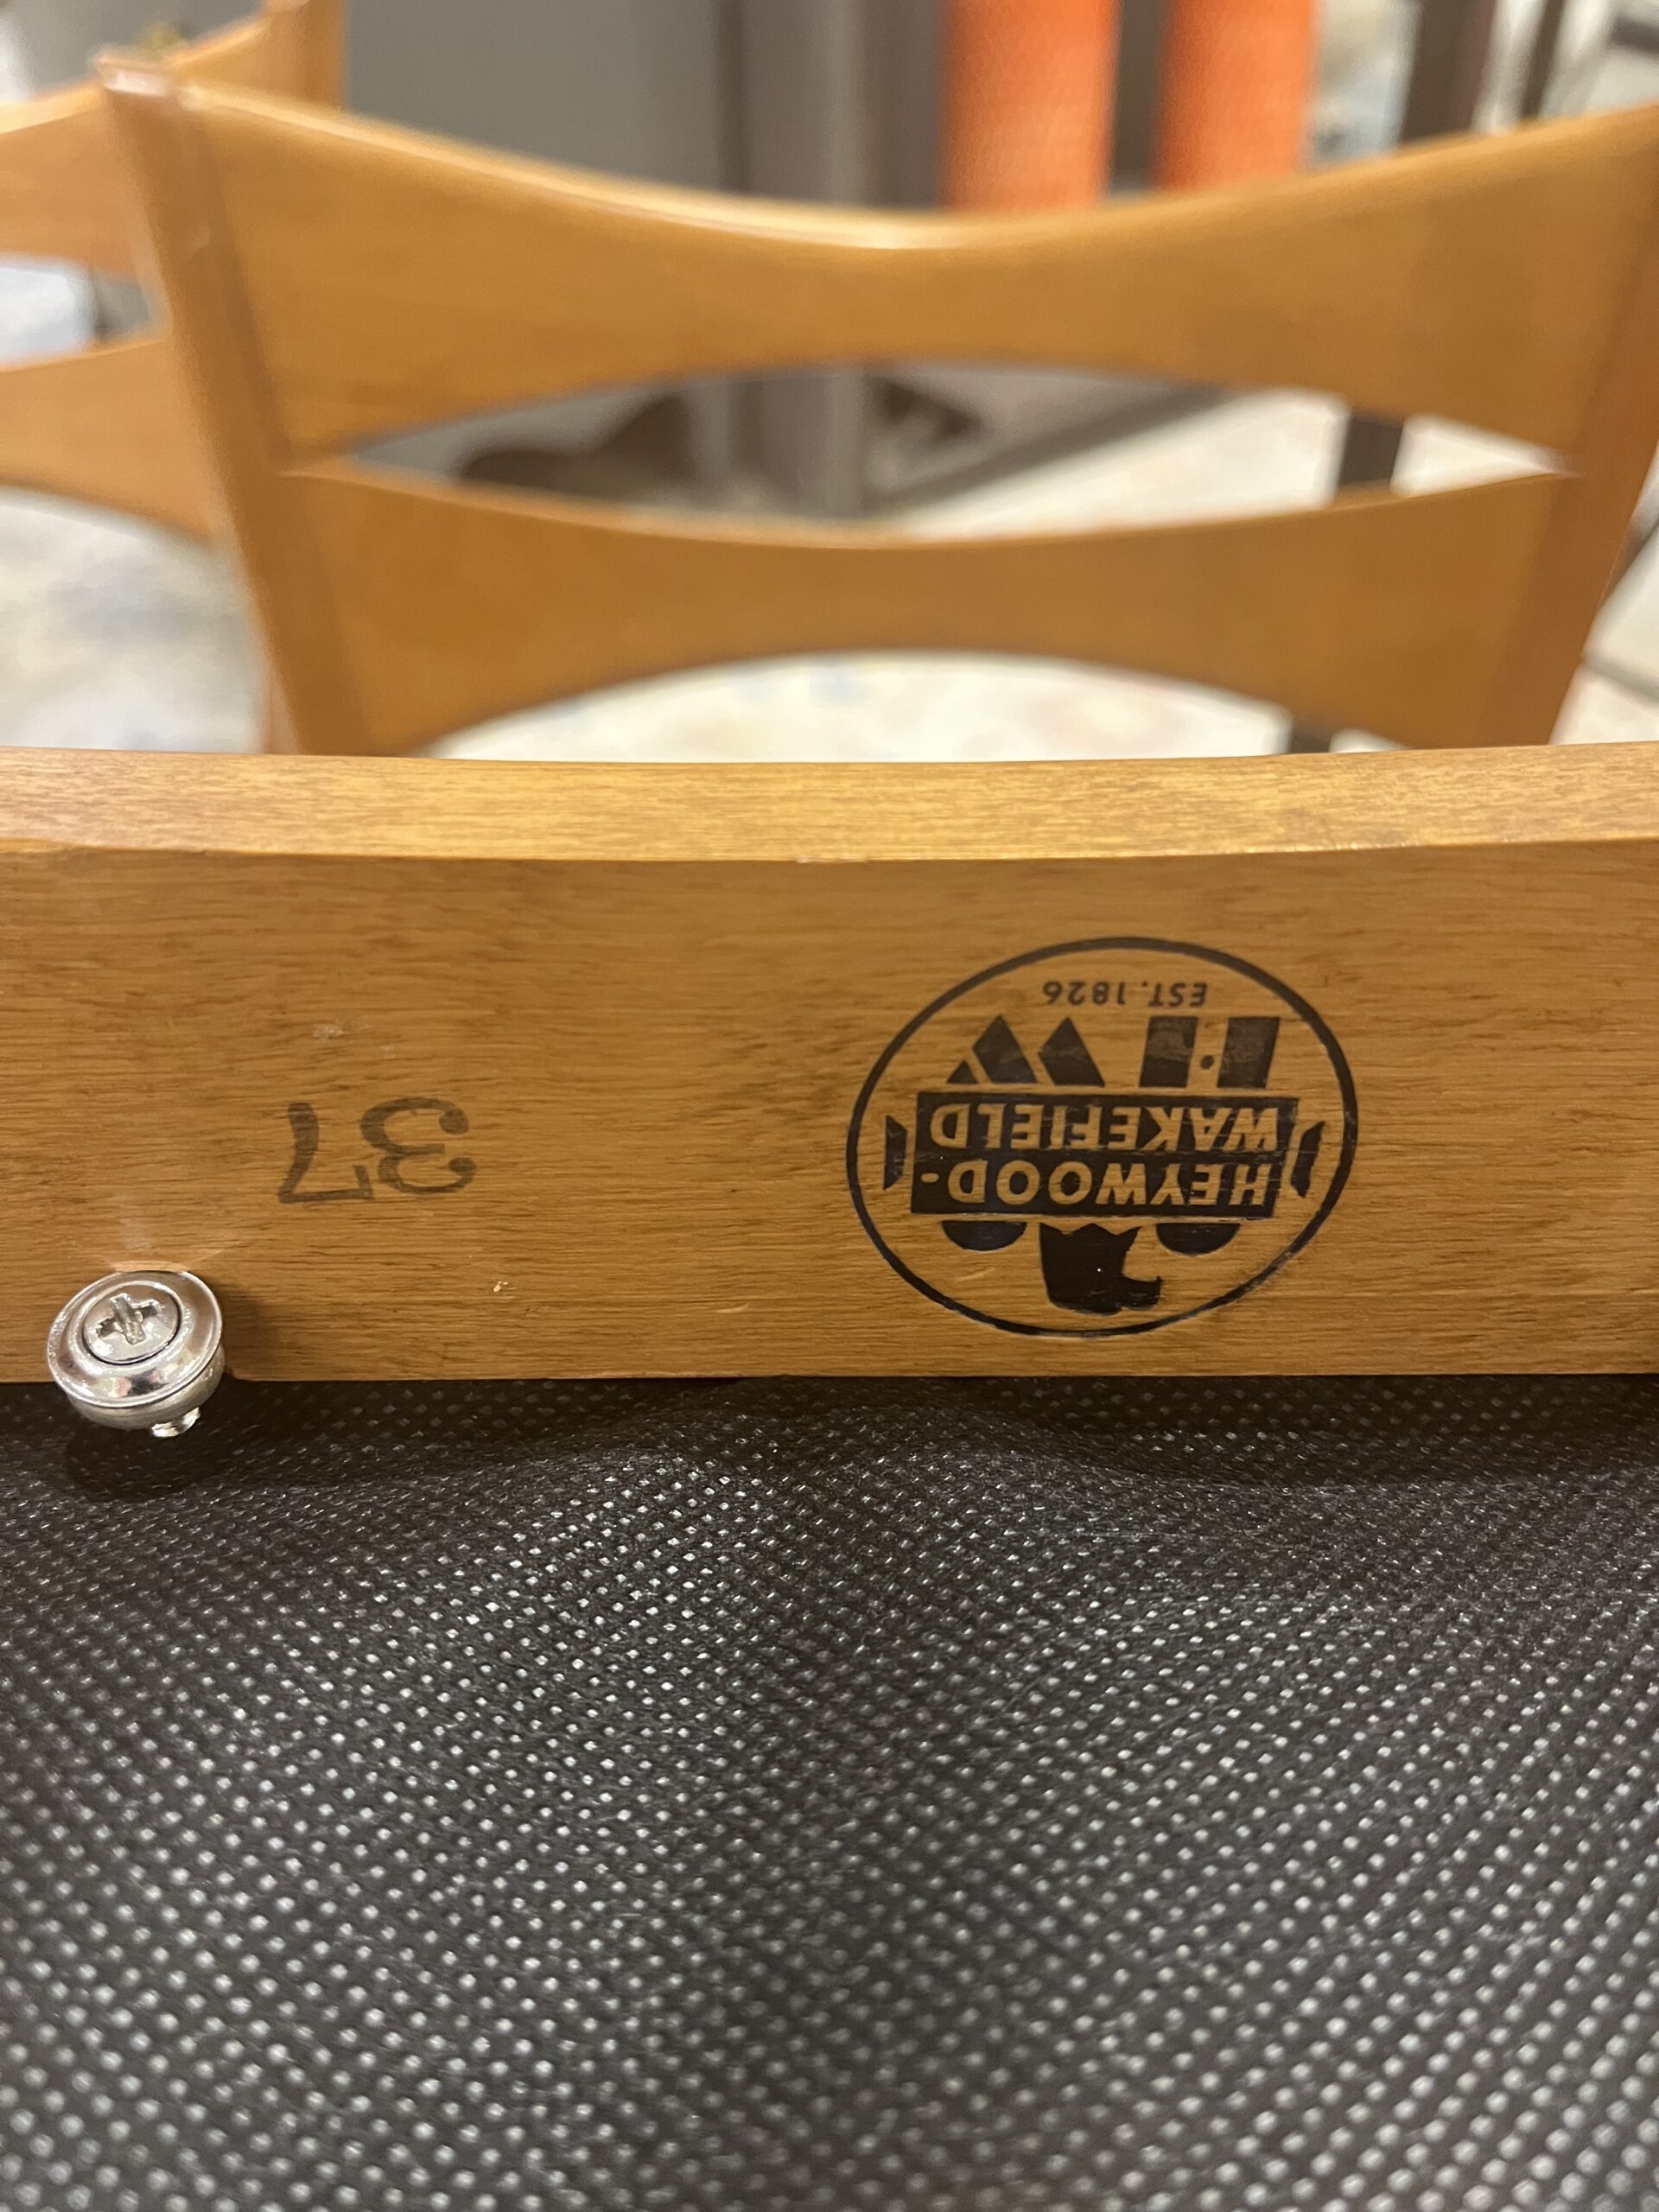 HEYWOOD-
WAKEFIELD
H·W
EST. 1826
37